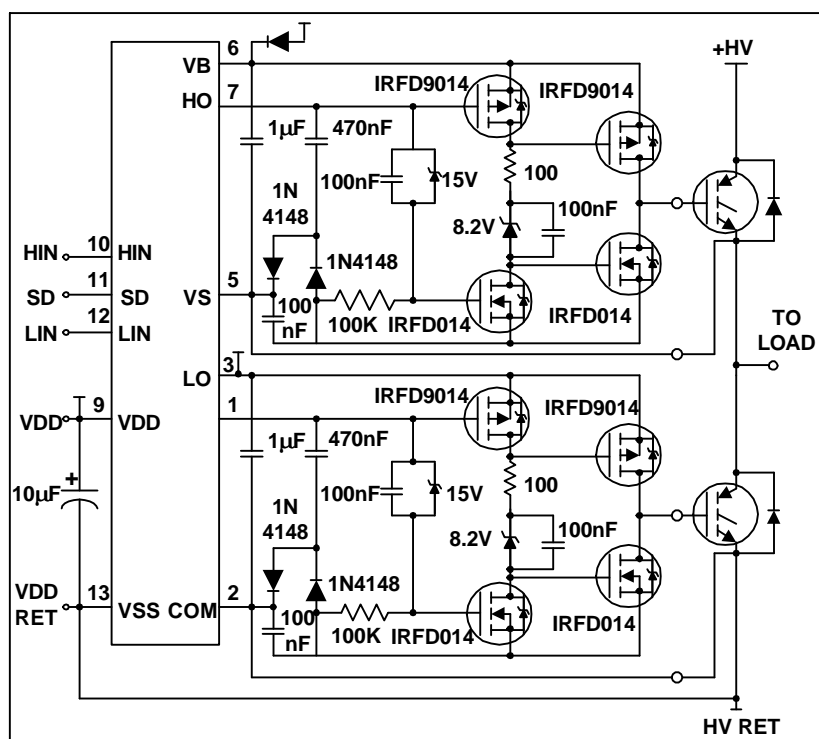 6
VB
+HV
IRFD9014
7
HO
IRFD9014
1µF
470nF
100
100nF
15V
1N
4148
8.2V
100nF
HIN
10
HIN
1N4148
SD
11
SD
5
VS
LIN
12
LIN
100
nF
100K
IRFD014
IRFD014
TO
LOAD
3
LO
IRFD9014
IRFD9014
VDD
9
VDD
1
1µF
470nF
+
10µF
100nF
15V
100
1N
4148
8.2V
100nF
1N4148
VDD
RET
13
VSS
COM
2
100
nF
100K
IRFD014
IRFD014
HV RET